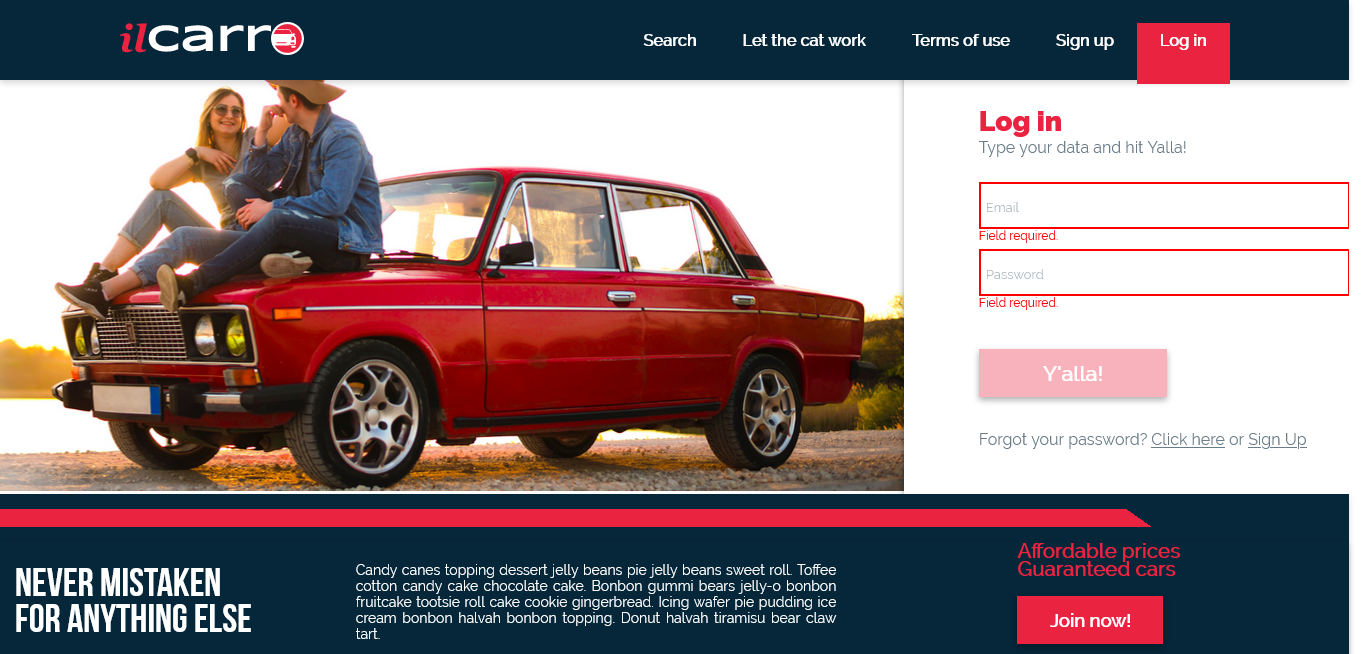 ilcarro
Search Let the cat work Terms of use Sign up Log in
Log in
Type your data and hit Yalla!
Email
Field required.
Password
Field required.
Y'alla!
Forgot your password? Click here or Sign Up
NEVER MISTAKEN
FOR ANYTHING ELSE
Candy canes topping dessert jelly beans pie jelly beans sweet roll. Toffee
cotton candy cake chocolate cake. Bonbon gummi bears jelly-o bonbon
fruitcake tootsie roll cake cookie gingerbread. Icing wafer pie pudding ice
cream bonbon halvah bonbon topping. Donut halvah tiramisu bear claw
tart.
Affordable prices
Guaranteed cars
Join now!